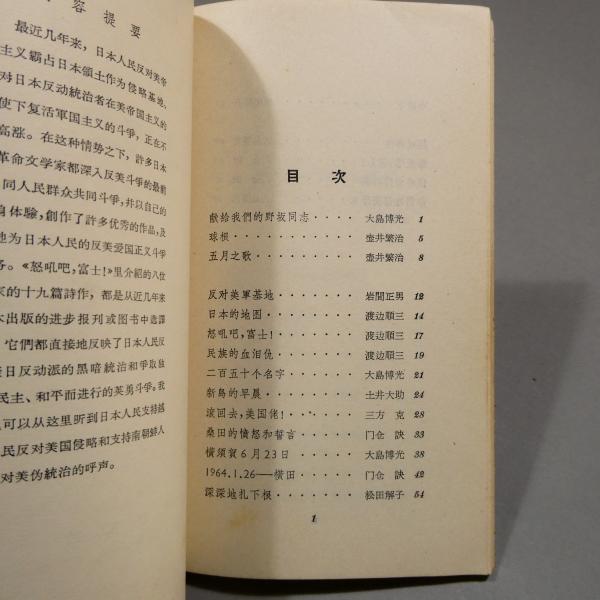 容提要
最近几年来，日本人民反对美帝
主义霸占日本領土作为侵略基地、
对日本反动統治者在美帝国主义的
使下复活軍国主义的斗爭，正在不
高涨。在这种情势之下，許多日本
革命文学家都深入反美斗爭的最前
同人民群众共同斗爭，幷以自己的
身体驗，創作了許多优秀的作品，及
地为日本人民的反美爱国正义斗爭
务。《怒吼吧，富士！》里介紹的八位
家的十九篇詩作，都是从近几年来
本出版的进步报刊或图书中选譯
它們都直接地反映了日本人民反
美日反动派的黑暗統治和爭取独
民主、和平而进行的英勇斗爭。我
可以从这里听到日本人民支持越
民反对美国侵略和支持南朝鲜人
对美伪統治的呼声。
目次
献給我們的野坂同志····大島博光 1
球根·······壺井繁治 5
五月之歌······壺井繁治 8
反对美軍基地·····岩間正男 12
日本的地图······渡边順三 14
怒吼吧，富士！·····渡边順三 17
民族的血泪仇·····渡边順三 19
二百五十个名字····大島博光 21
新島的早晨······土井大助 24
滚回去，美国佬！····三方克 28
桑田的憤怒和誓言···门仓訣 33
橫須賀6月23日····大島博光 38
1964.1.26—橫田····门仓訣 42
深深地扎下根·····松田解子 54
1